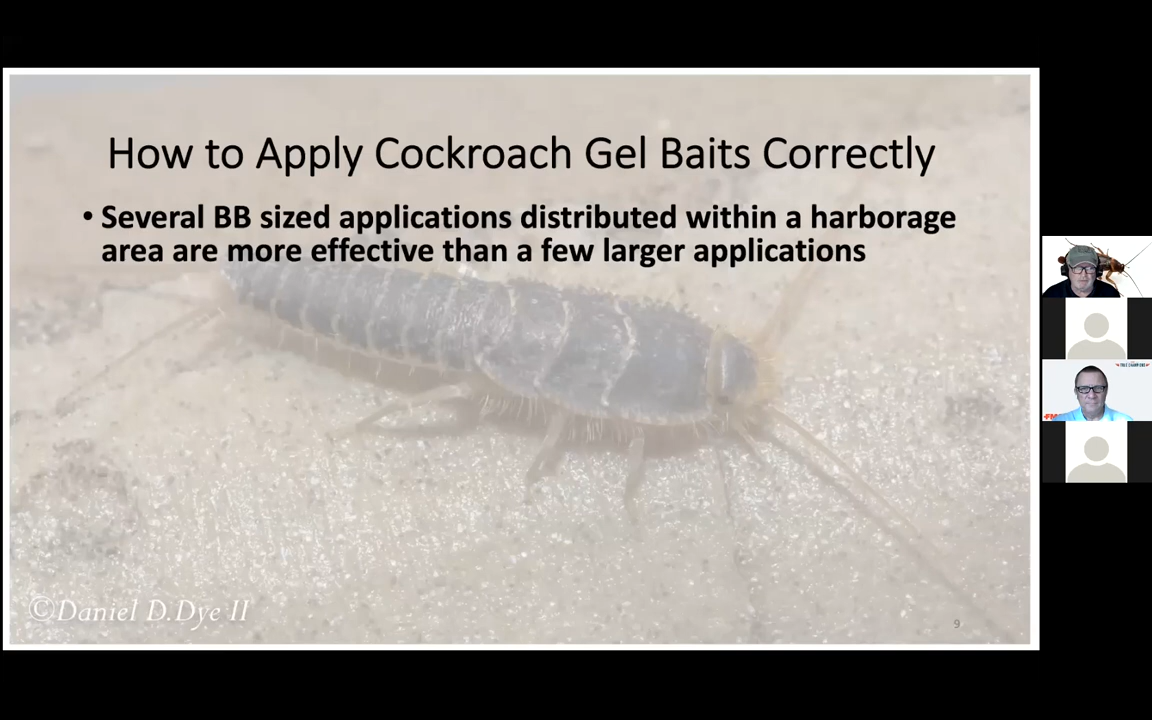 How to Apply Cockroach Gel Baits Correctly
• Several BB sized applications distributed within a harborage
area are more effective than a few larger applications
©Daniel D.Dye II
9